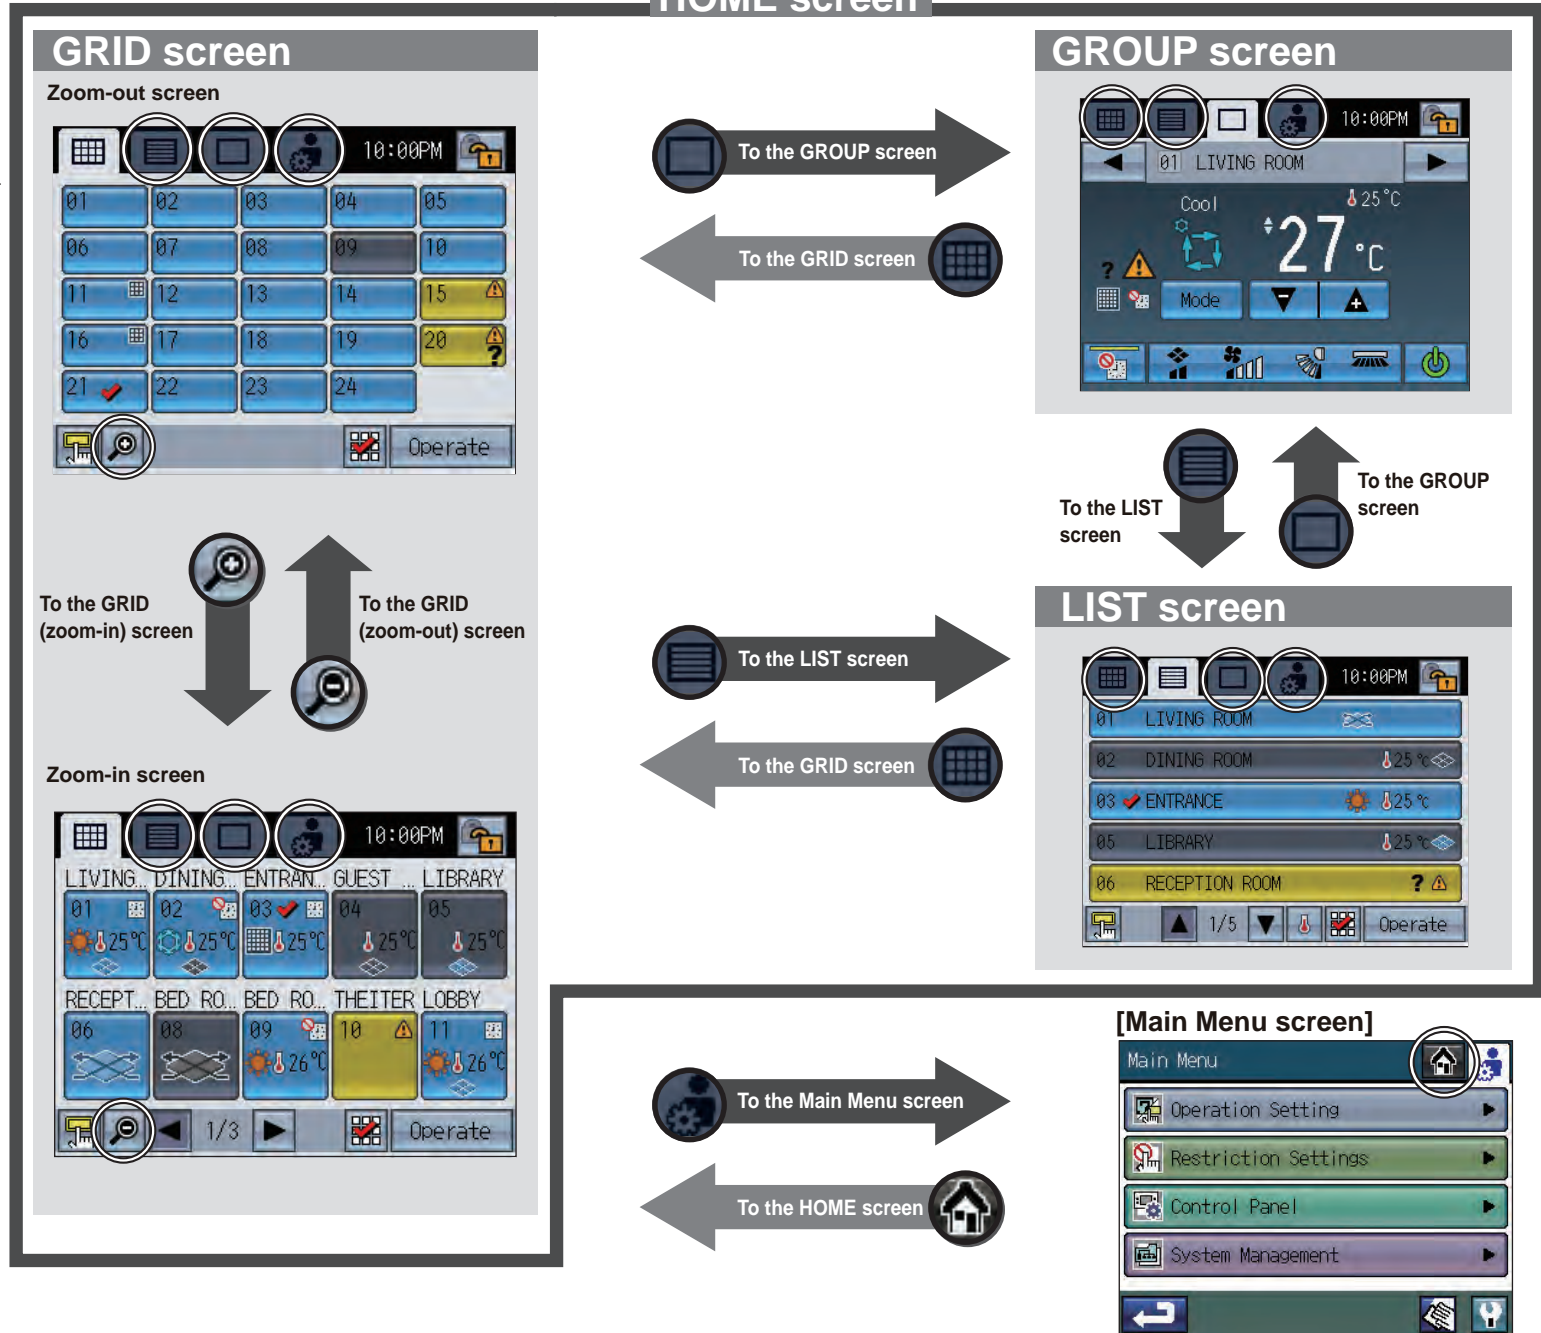 HOME screen
GRID screen
Zoom-out screen
10:00PM
01 02 03 04 05
06 07 08 09 10
11 12 13 14 15
16 17 18 19 20 ?
21 22 23 24
Operate
To the GRID
(zoom-in) screen
To the GRID
(zoom-out) screen
Zoom-in screen
10:00PM
LIVING... DINING... ENTRAN... GUEST ... LIBRARY
01 02 03 04 05
25℃ 25℃ 25℃ 25℃ 25℃
RECEPT... BED RO... BED RO... THEITER LOBBY
06 08 09 10 11
26℃ 26℃
1/3 Operate
To the GROUP screen
To the GRID screen
GROUP screen
10:00PM
01 LIVING ROOM
Cool 25°C
27°C
?
Mode - +
To the LIST
screen
To the GROUP
screen
To the LIST screen
To the GRID screen
LIST screen
10:00PM
01 LIVING ROOM
02 DINING ROOM 25℃
03 ENTRANCE 25℃
05 LIBRARY 25℃
06 RECEPTION ROOM ?
1/5 Operate
To the Main Menu screen
To the HOME screen
[Main Menu screen]
Main Menu
Operation Setting
Restriction Settings
Control Panel
System Management